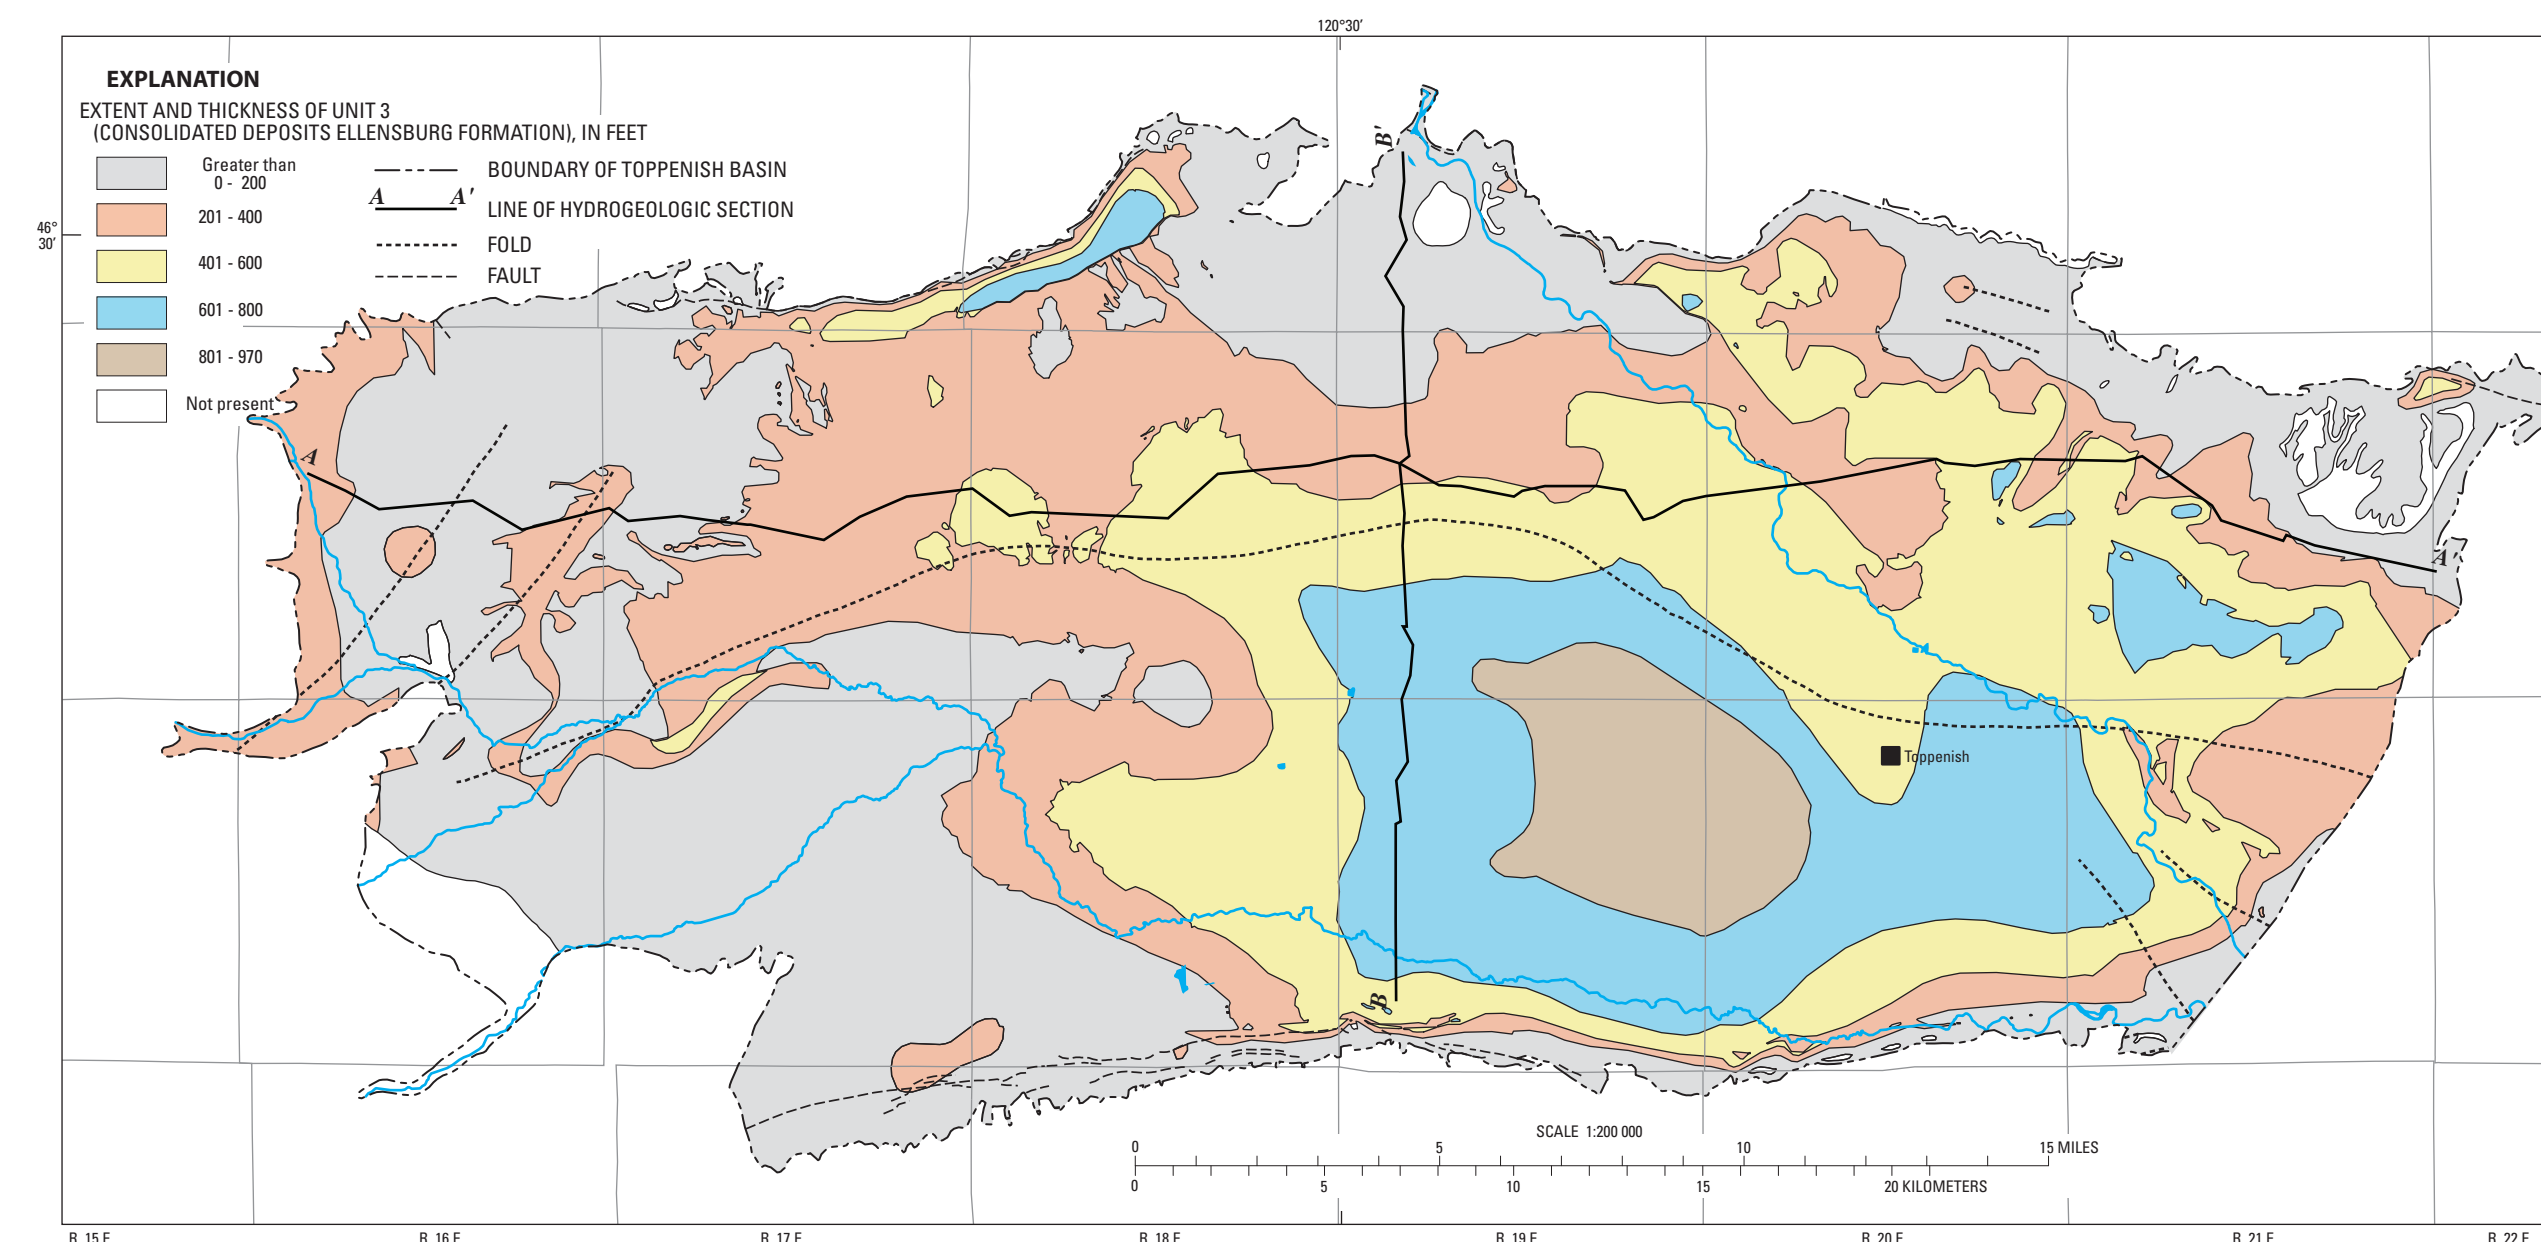 120°30′
EXPLANATION
EXTENT AND THICKNESS OF UNIT 3
(CONSOLIDATED DEPOSITS ELLENSBURG FORMATION), IN FEET
Greater than
0 - 200
201 - 400
401 - 600
601 - 800
801 - 970
Not present
BOUNDARY OF TOPPENISH BASIN
A A′
LINE OF HYDROGEOLOGIC SECTION
FOLD
FAULT
46°
30′
B′
A
A′
Toppenish
B
SCALE 1:200 000
0 5 10 15 MILES
0 5 10 15 20 KILOMETERS
R. 15 E. R. 16 E. R. 17 E. R. 18 E. R. 19 E. R. 20 E. R. 21 E. R. 22 E.